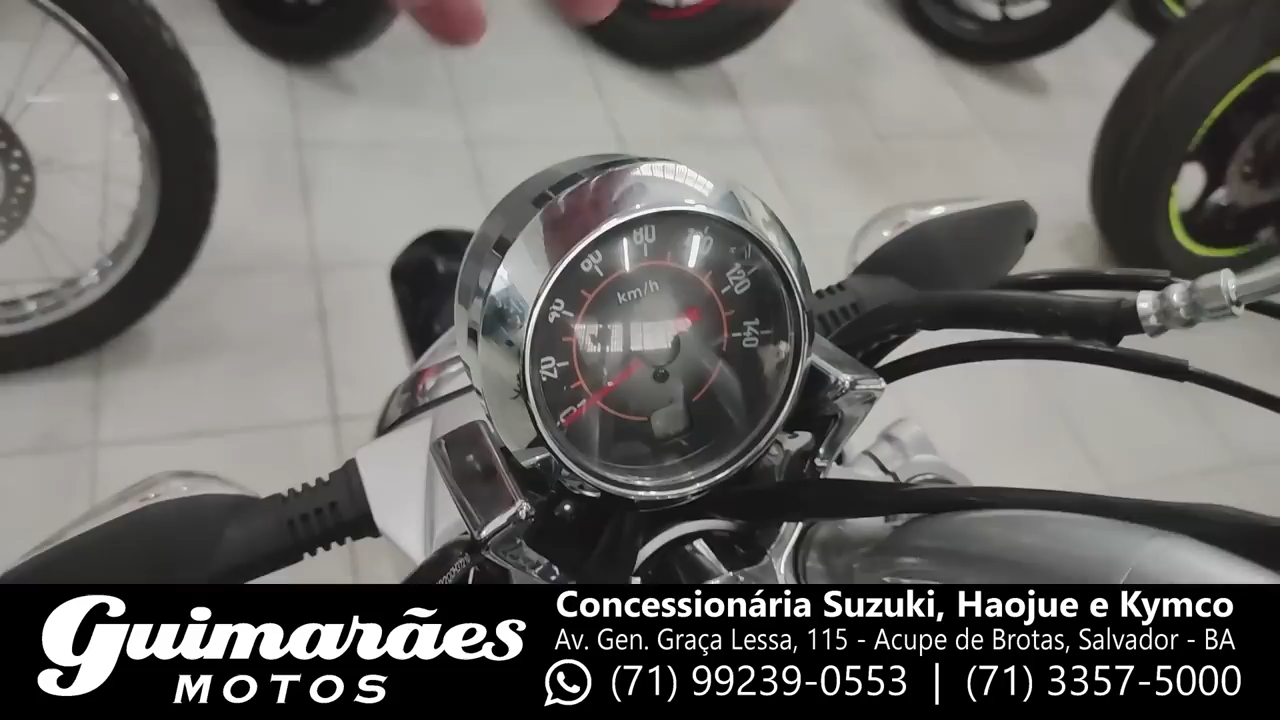 80
100
60
120
km/h
40
140
20
0
Guimarães
MOTOS
Concessionária Suzuki, Haojue e Kymco
Av. Gen. Graça Lessa, 115 - Acupe de Brotas, Salvador - BA
(71) 99239-0553 | (71) 3357-5000